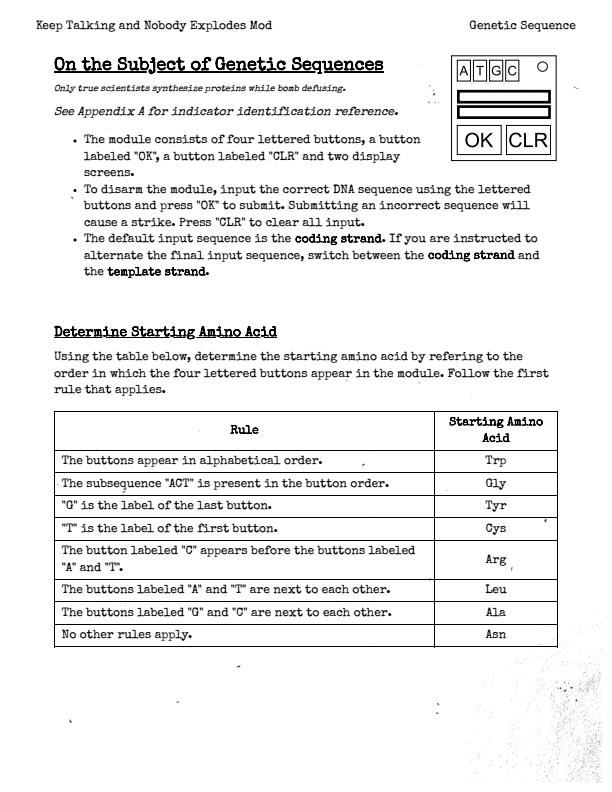 Keep Talking and Nobody Explodes Mod
Genetic Sequence
On the Subject of Genetic Sequences
Only true scientists synthesize proteins while bomb defusing.
See Appendix A for indicator identification reference.
A T G C
OK CLR
• The module consists of four lettered buttons, a button
labeled "OK", a button labeled "CLR" and two display
screens.
• To disarm the module, input the correct DNA sequence using the lettered
buttons and press "OK" to submit. Submitting an incorrect sequence will
cause a strike. Press "CLR" to clear all input.
• The default input sequence is the coding strand. If you are instructed to
alternate the final input sequence, switch between the coding strand and
the template strand.
Determine Starting Amino Acid
Using the table below, determine the starting amino acid by refering to the
order in which the four lettered buttons appear in the module. Follow the first
rule that applies.
Rule
Starting Amino
Acid
The buttons appear in alphabetical order.
Trp
The subsequence "ACT" is present in the button order.
Gly
"G" is the label of the last button.
Tyr
"T" is the label of the first button.
Cys
The button labeled "C" appears before the buttons labeled
"A" and "T".
Arg
The buttons labeled "A" and "T" are next to each other.
Leu
The buttons labeled "G" and "C" are next to each other.
Ala
No other rules apply.
Asn